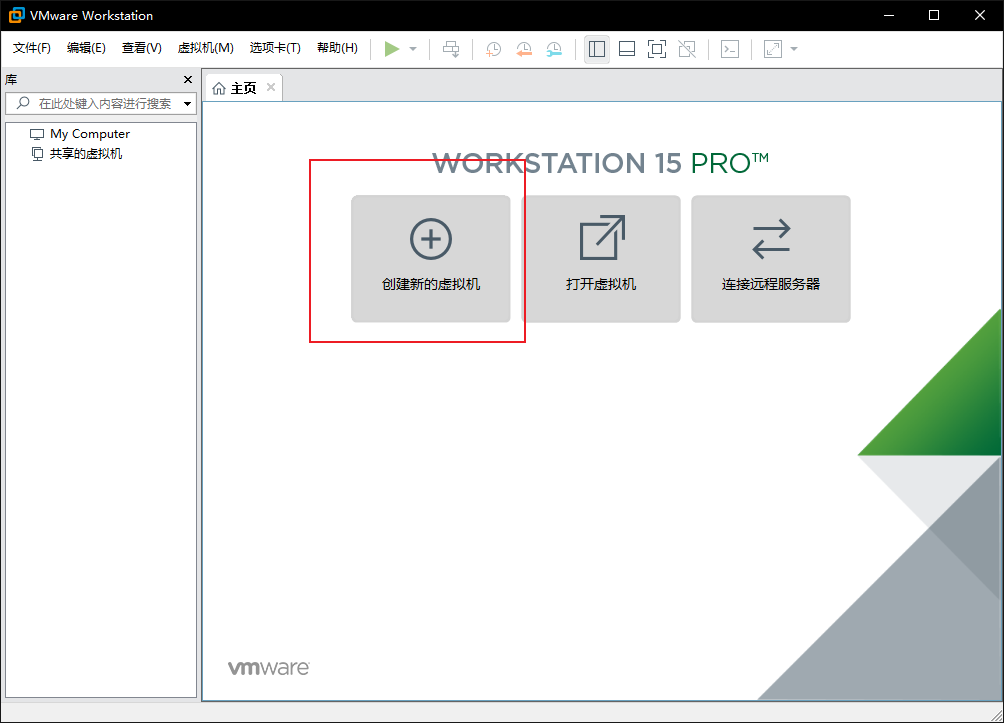 VMware Workstation
文件(F) 编辑(E) 查看(V) 虚拟机(M) 选项卡(T) 帮助(H)
库
在此处键入内容进行搜索
My Computer
共享的虚拟机
主页
WORKSTATION 15 PRO™
创建新的虚拟机 打开虚拟机 连接远程服务器
vmware